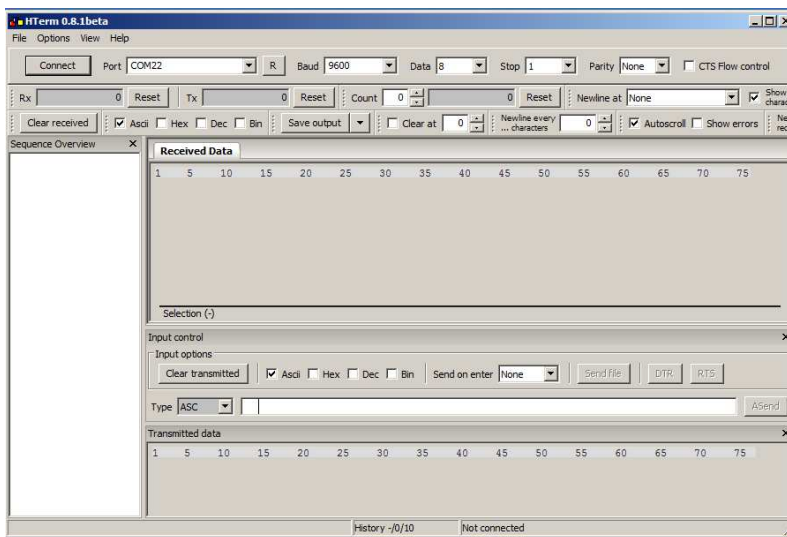 HTerm 0.8.1beta
File Options View Help
Connect Port COM22 R Baud 9600 Data 8 Stop 1 Parity None CTS Flow control
Rx 0 Reset Tx 0 Reset Count 0 0 Reset Newline at None Show
Clear received Ascii Hex Dec Bin Save output Clear at 0 Newline every
... characters 0 Autoscroll Show errors
Sequence Overview X
Received Data
1 5 10 15 20 25 30 35 40 45 50 55 60 65 70 75
Selection (-)
Input control
Input options
Clear transmitted Ascii Hex Dec Bin Send on enter None Send file DTR RTS
Type ASC ASend
Transmitted data
1 5 10 15 20 25 30 35 40 45 50 55 60 65 70 75
History -/0/10 Not connected